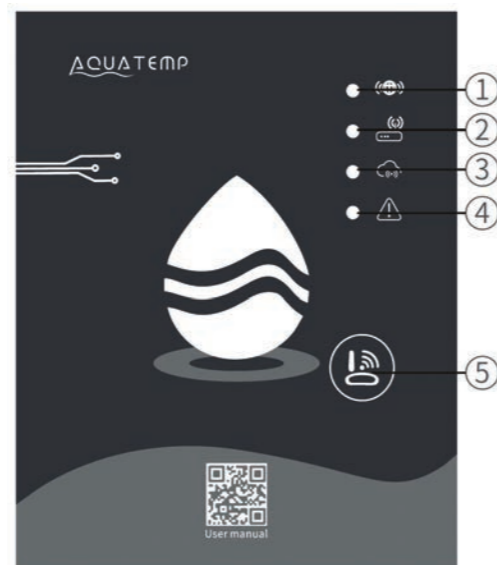 AQUATEMP
①
②
③
④
⑤
User manual